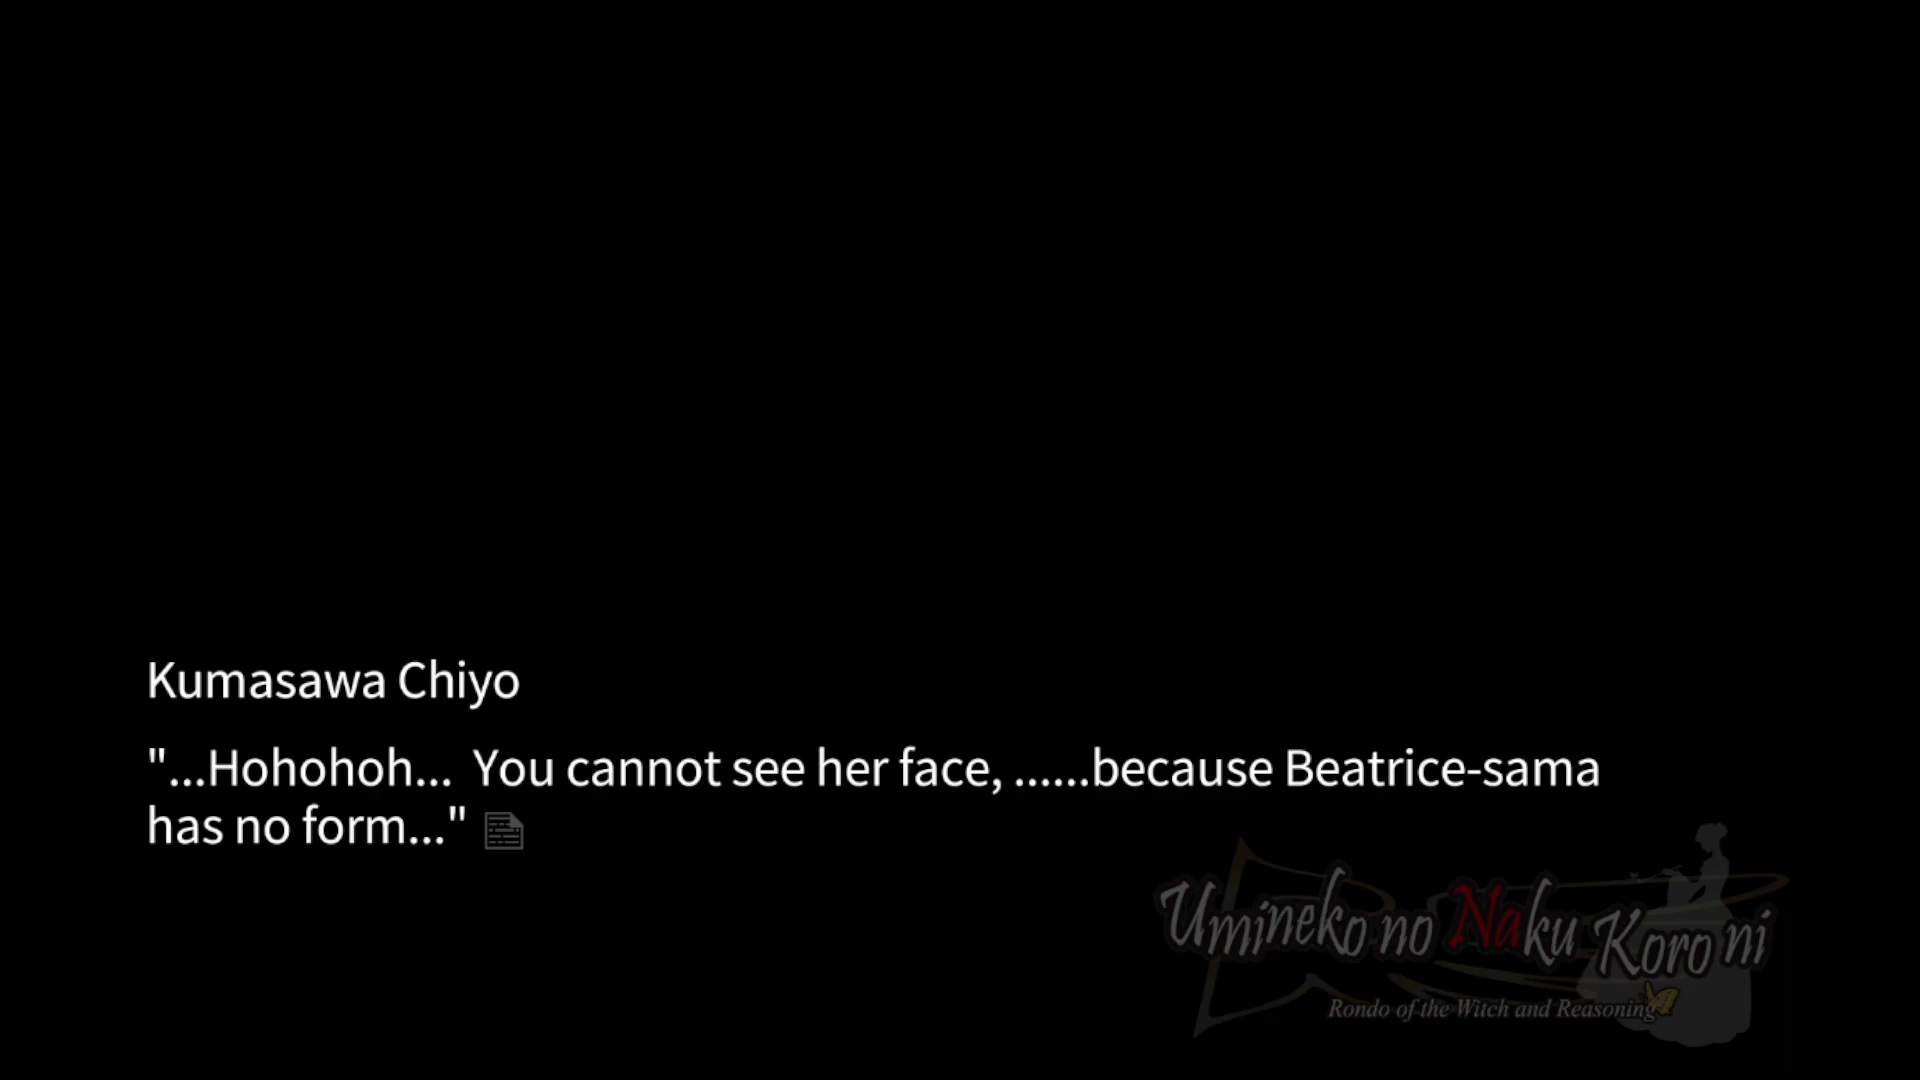 Kumasawa Chiyo
"...Hohohoh...  You cannot see her face, ......because Beatrice-sama
has no form..."
Umineko no Naku Koro ni
Rondo of the Witch and Reasoning